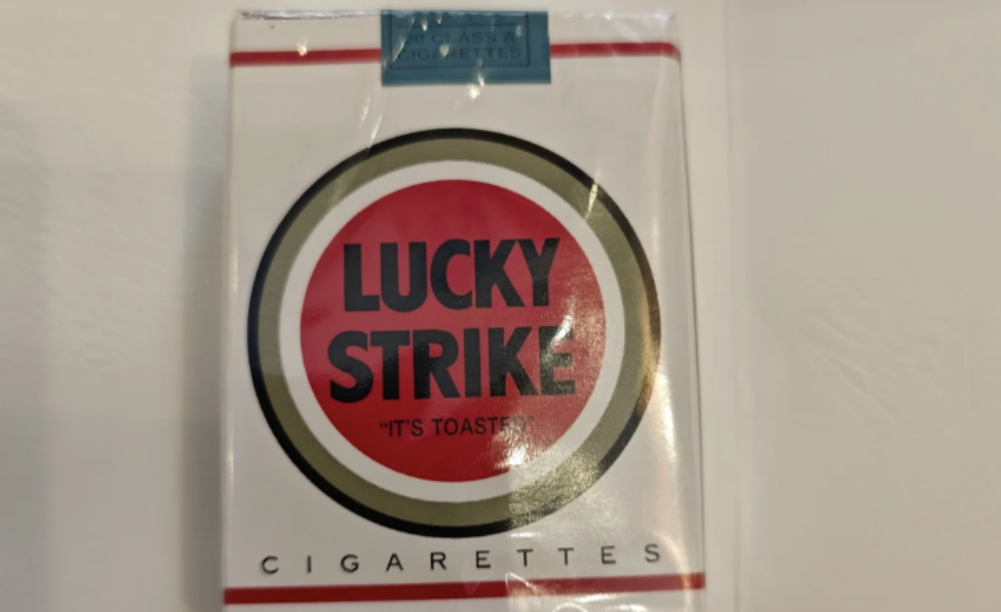 20 CLASS A
CIGARETTES
LUCKY
STRIKE
"IT'S TOASTED"
CIGARETTES